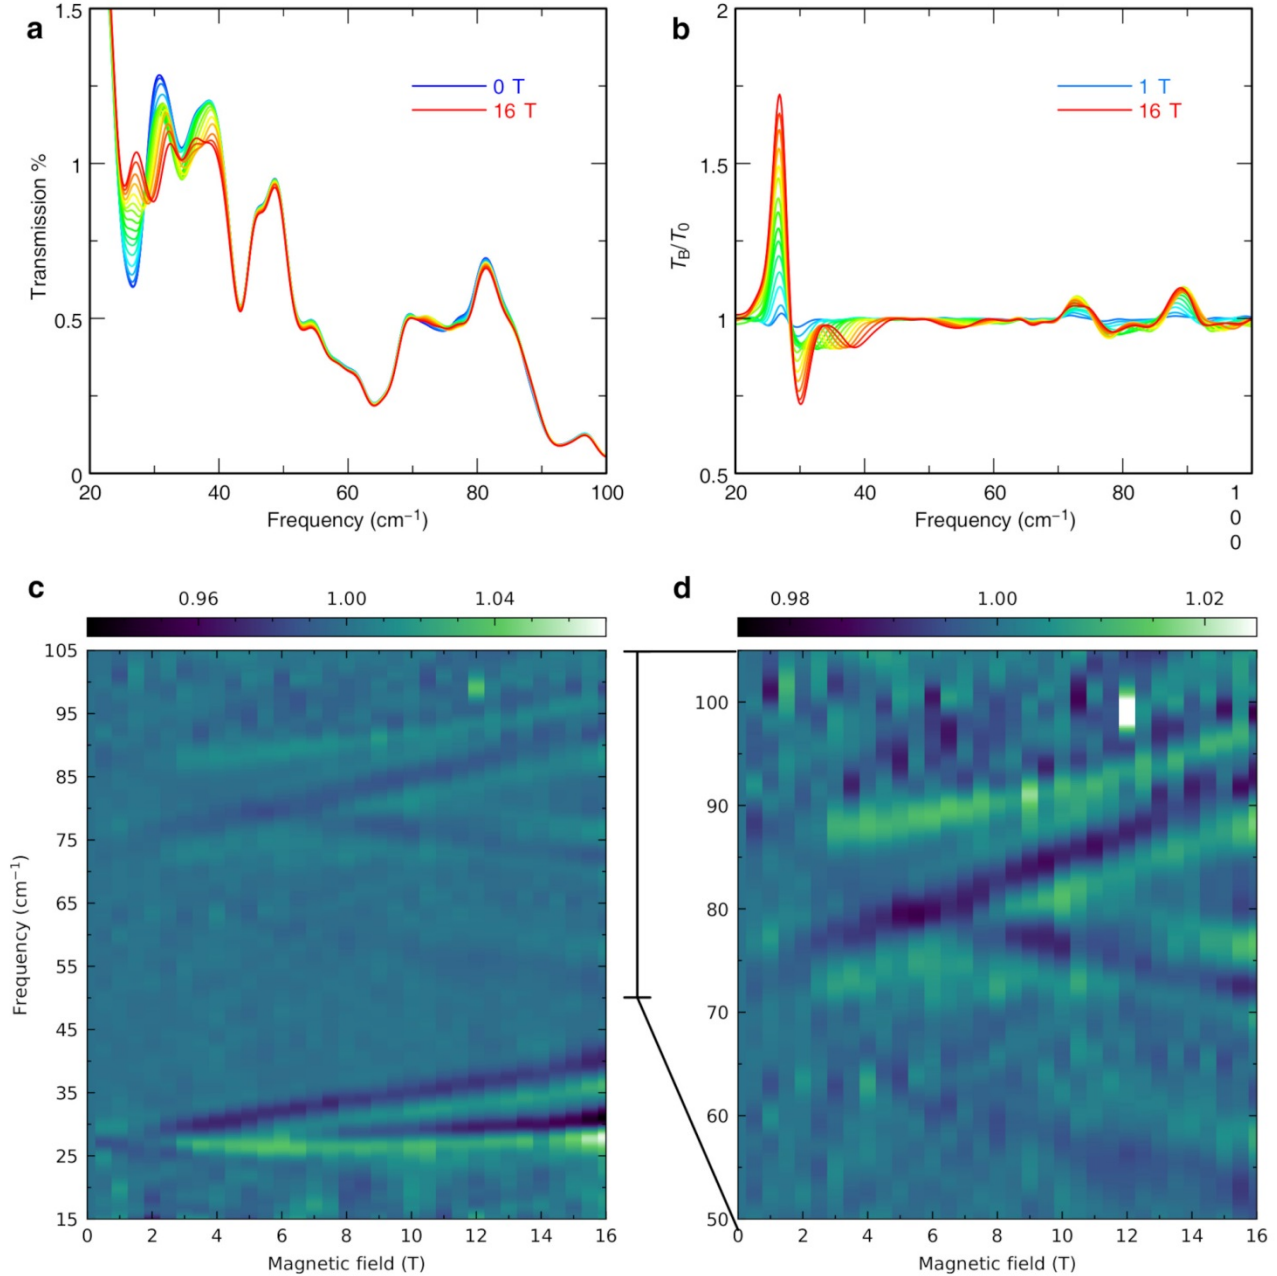 a
1.5
1
0.5
0
Transmission %
0 T
16 T
20 40 60 80 100
Frequency (cm−1)
b
2
1.5
1
0.5
TB/T0
1 T
16 T
20 40 60 80 1
0
0
Frequency (cm−1)
c
0.96 1.00 1.04
105
95
85
75
65
55
45
35
25
15
Frequency (cm−1)
0 2 4 6 8 10 12 14 16
Magnetic field (T)
d
0.98 1.00 1.02
100
90
80
70
60
50
0 2 4 6 8 10 12 14 16
Magnetic field (T)